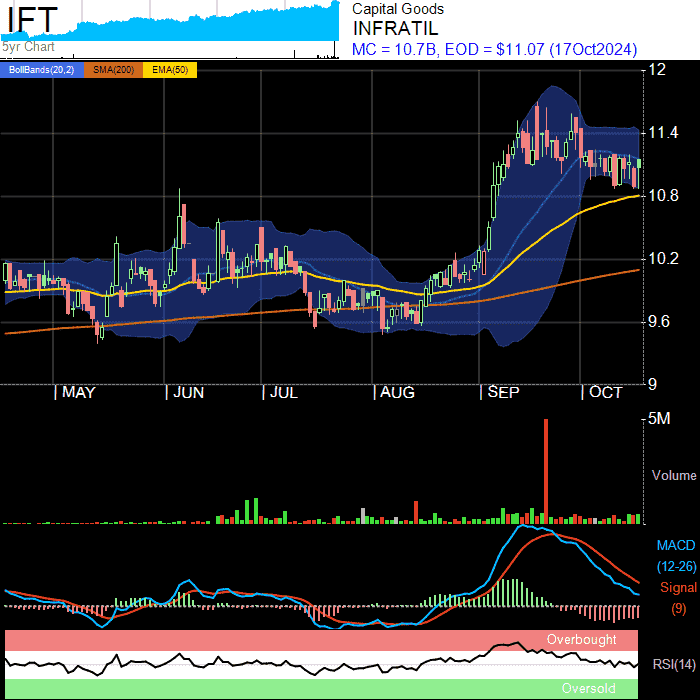 IFT
5yr Chart
Capital Goods
INFRATIL
MC = 10.7B, EOD = $11.07 (17Oct2024)
BollBands(20,2) SMA(200) EMA(50)
12
11.4
10.8
10.2
9.6
9
MAY JUN JUL AUG SEP OCT
5M
Volume
MACD
(12-26)
Signal
(9)
Overbought
RSI(14)
Oversold